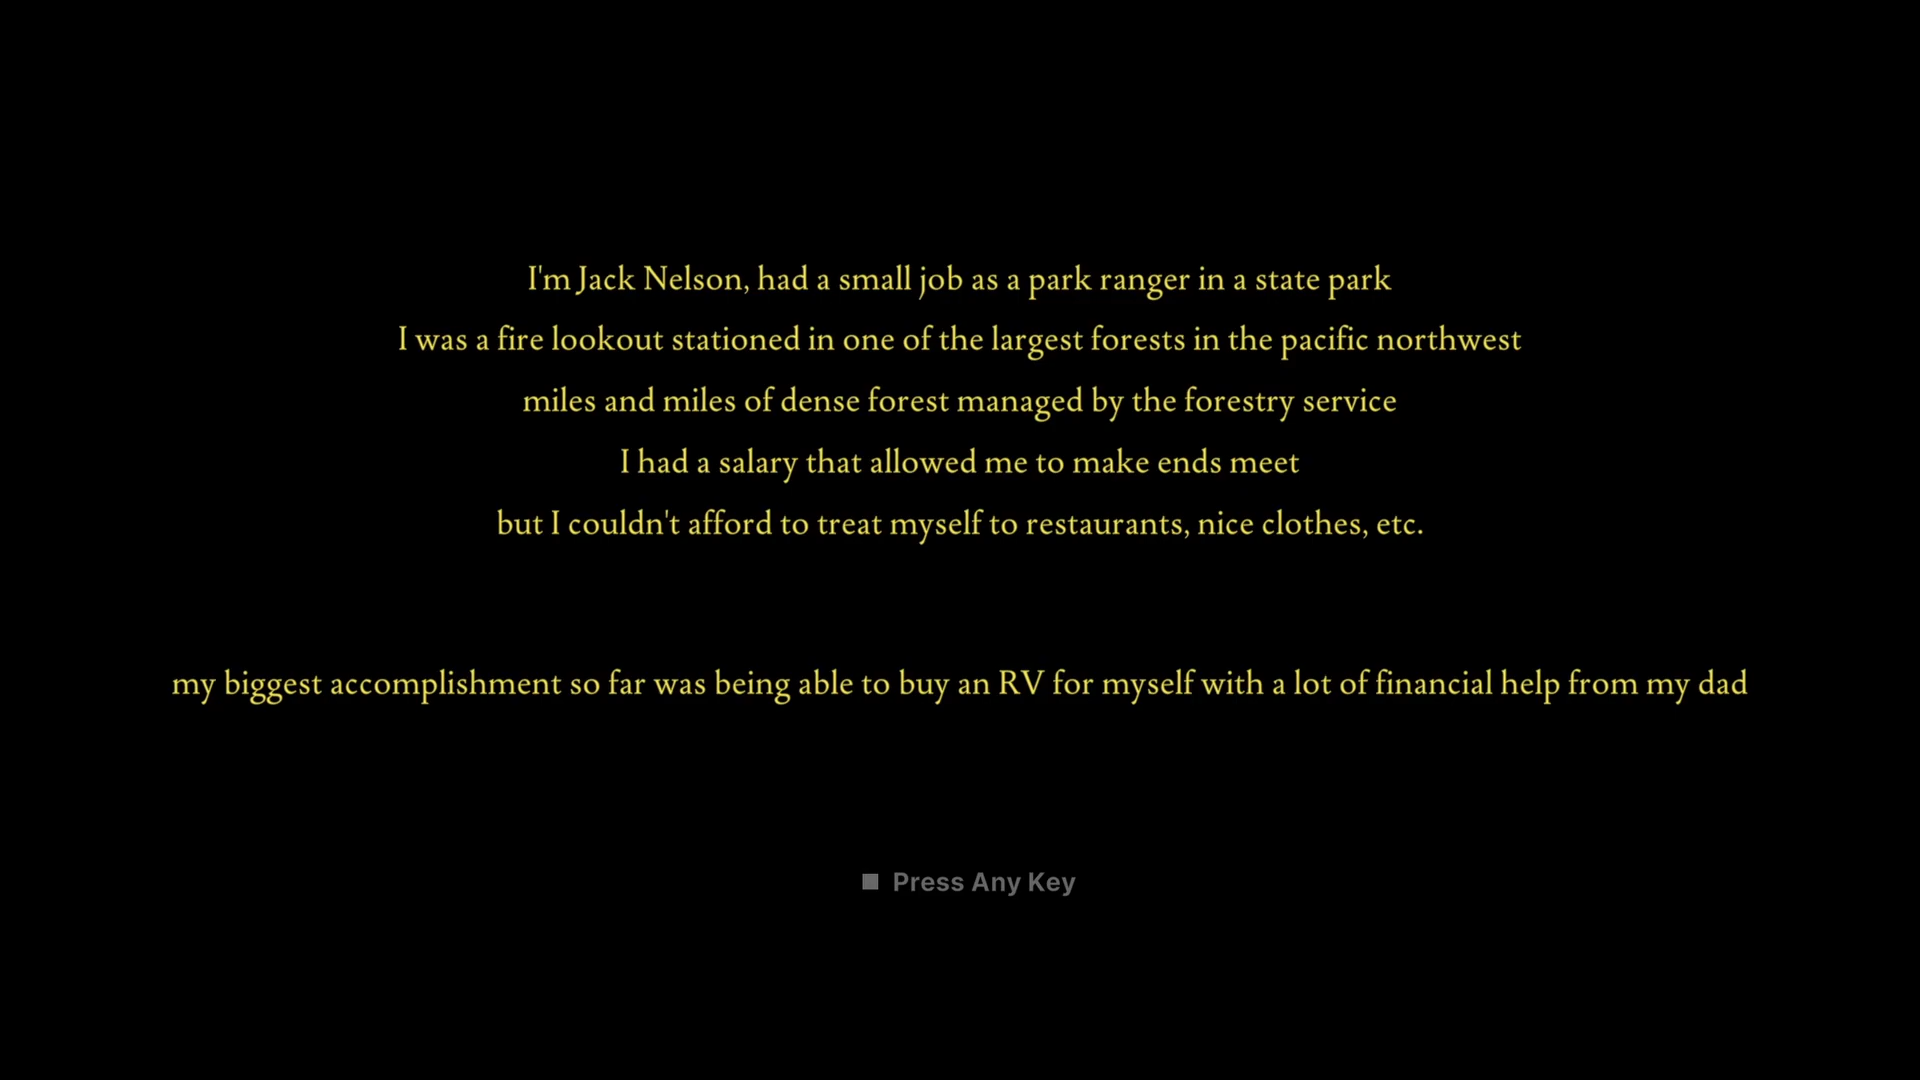 I'm Jack Nelson, had a small job as a park ranger in a state park
I was a fire lookout stationed in one of the largest forests in the pacific northwest
miles and miles of dense forest managed by the forestry service
I had a salary that allowed me to make ends meet
but I couldn't afford to treat myself to restaurants, nice clothes, etc.
my biggest accomplishment so far was being able to buy an RV for myself with a lot of financial help from my dad
Press Any Key